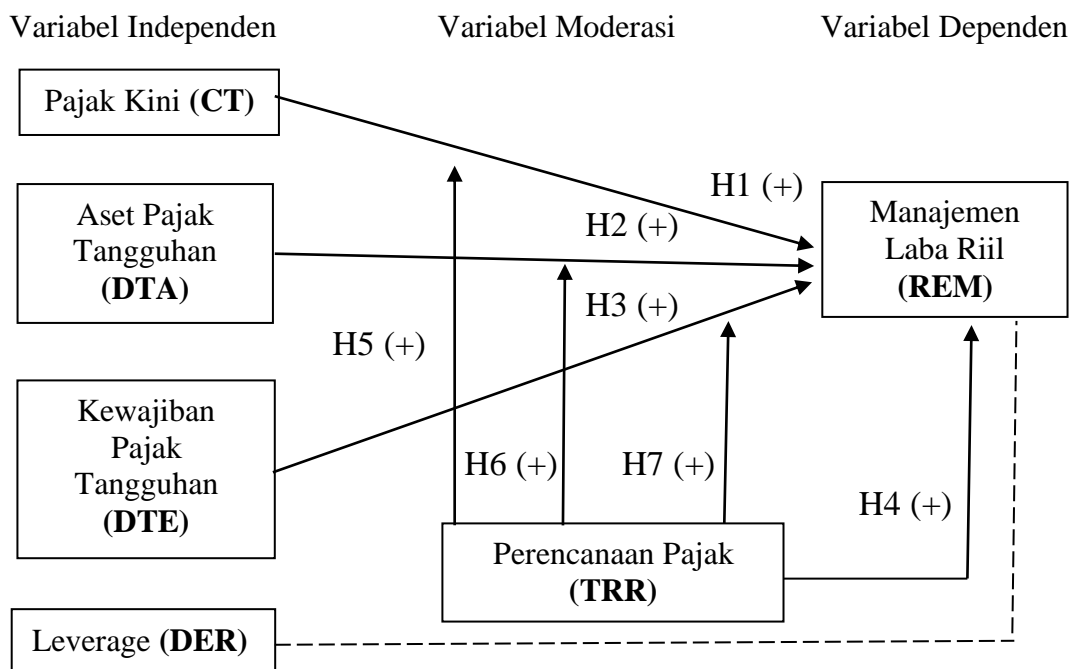 Variabel Independen
Variabel Moderasi
Variabel Dependen
Pajak Kini (CT)
H1 (+)
Aset Pajak
Tangguhan
(DTA)
H2 (+)
Manajemen
Laba Riil
(REM)
H3 (+)
H5 (+)
Kewajiban
Pajak
Tangguhan
(DTE)
H6 (+)
H7 (+)
H4 (+)
Perencanaan Pajak
(TRR)
Leverage (DER)